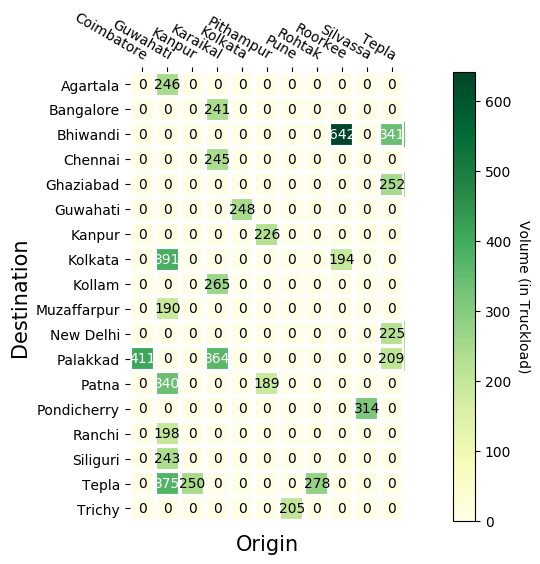 Coimbatore Guwahati Kanpur Karaikal Kolkata Pithampur Pune Rohtak Roorkee Silvassa Tepla
Agartala 0 246 0 0 0 0 0 0 0 0 0
Bangalore 0 0 0 241 0 0 0 0 0 0 0
Bhiwandi 0 0 0 0 0 0 0 0 642 0 341
Chennai 0 0 0 245 0 0 0 0 0 0 0
Ghaziabad 0 0 0 0 0 0 0 0 0 0 252
Guwahati 0 0 0 0 248 0 0 0 0 0 0
Kanpur 0 0 0 0 0 226 0 0 0 0 0
Kolkata 0 391 0 0 0 0 0 0 194 0 0
Kollam 0 0 0 265 0 0 0 0 0 0 0
Muzaffarpur 0 190 0 0 0 0 0 0 0 0 0
New Delhi 0 0 0 0 0 0 0 0 0 0 225
Palakkad 411 0 0 364 0 0 0 0 0 0 209
Patna 0 340 0 0 0 189 0 0 0 0 0
Pondicherry 0 0 0 0 0 0 0 0 0 314 0
Ranchi 0 198 0 0 0 0 0 0 0 0 0
Siliguri 0 243 0 0 0 0 0 0 0 0 0
Tepla 0 375 250 0 0 0 0 278 0 0 0
Trichy 0 0 0 0 0 0 205 0 0 0 0
Destination
Origin
600
500
400
300
200
100
0
Volume (in Truckload)